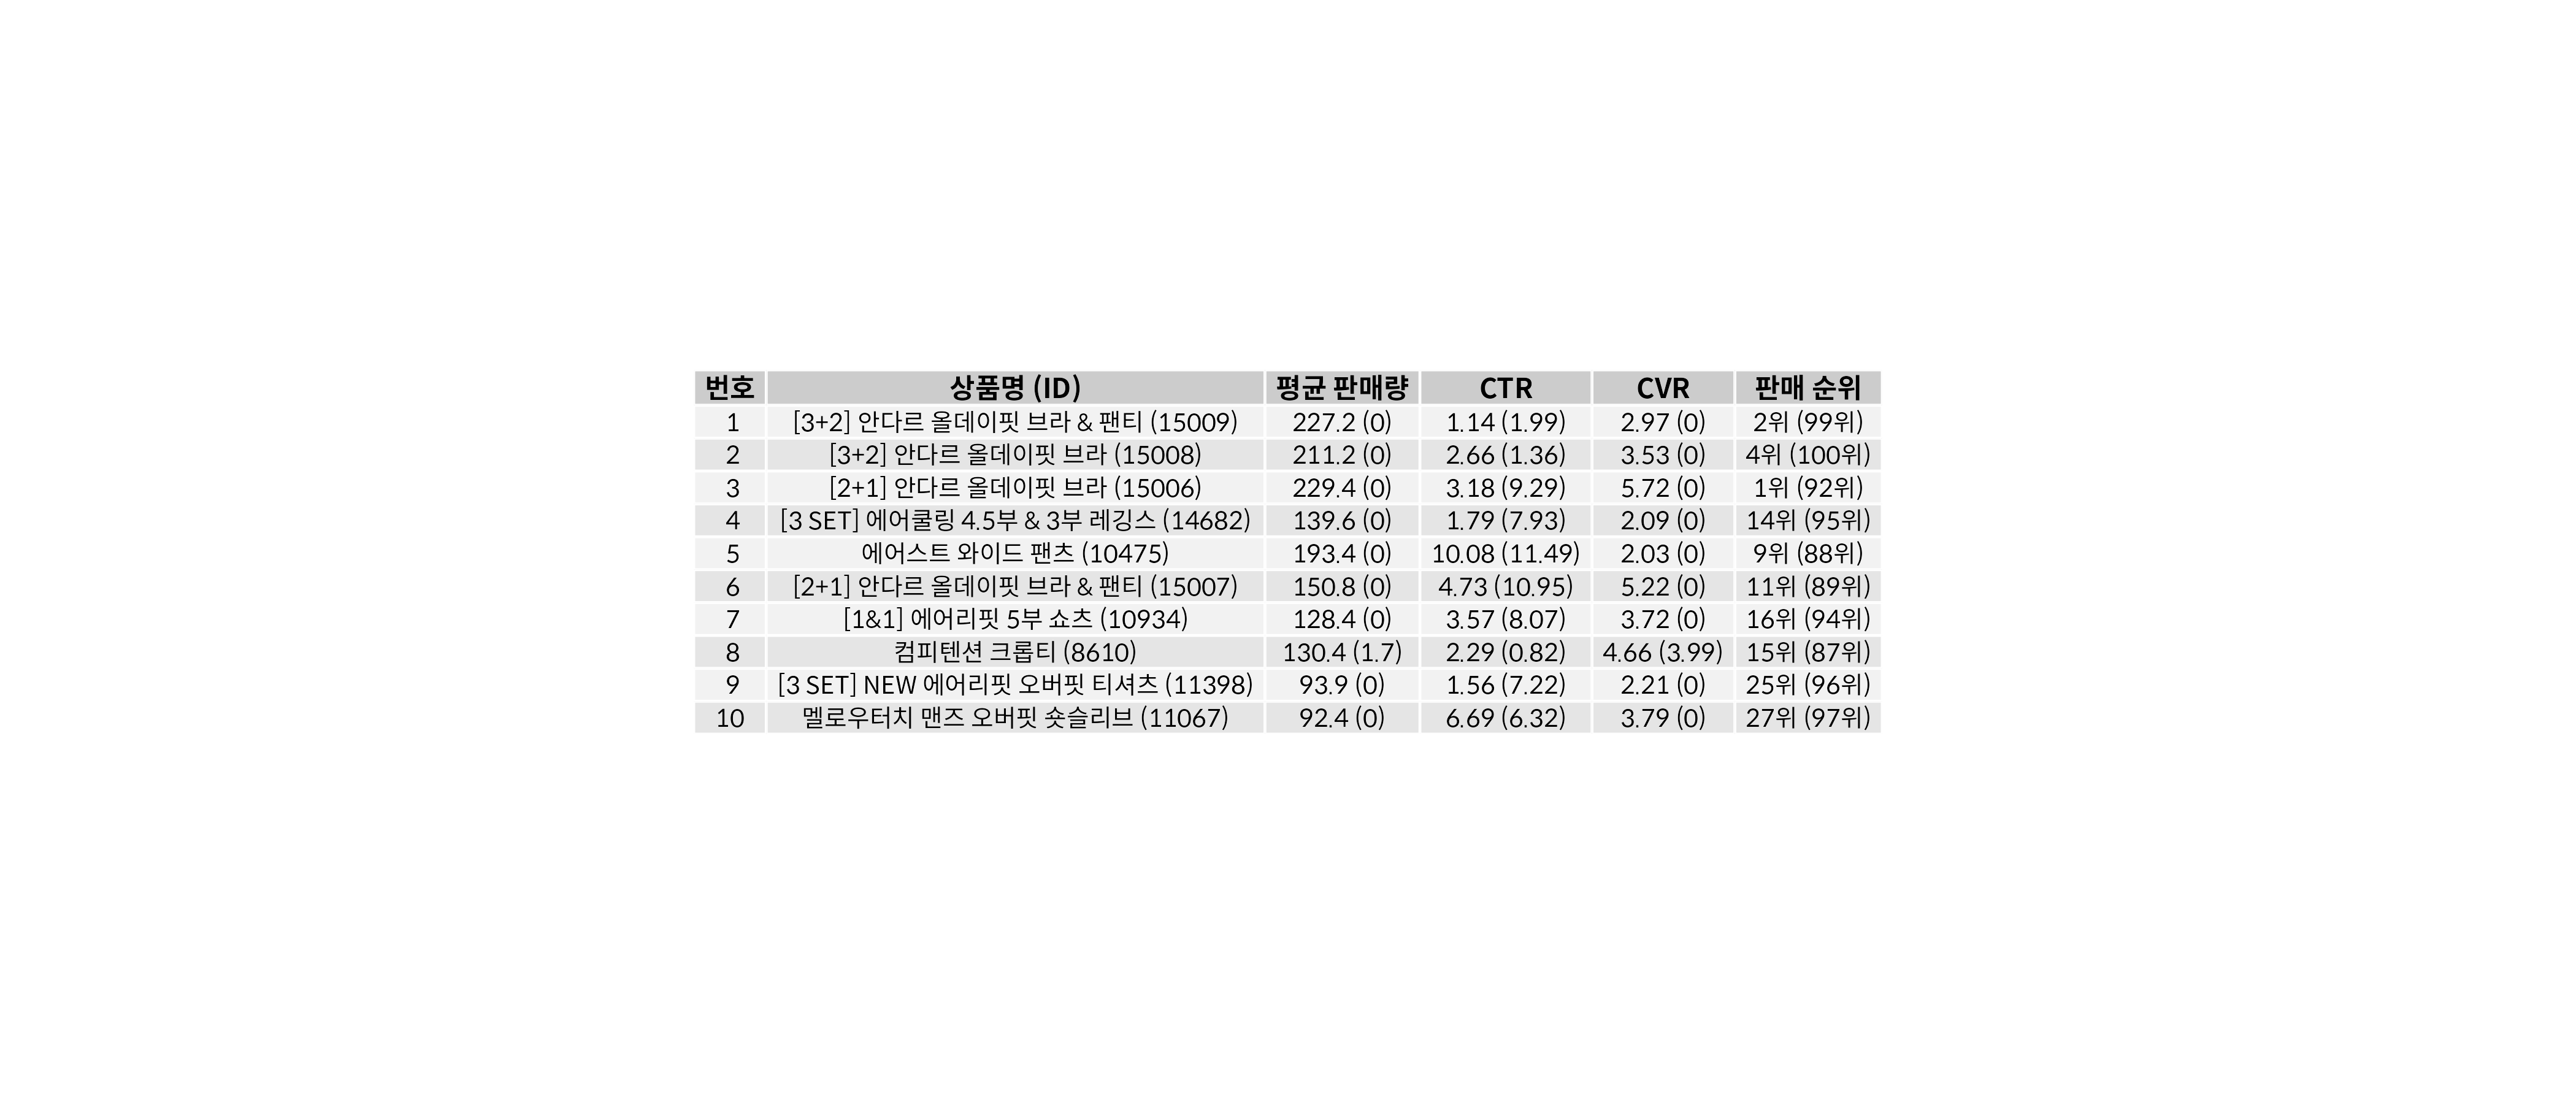 번호 상품명 (ID) 평균 판매량 CTR CVR 판매 순위
1 [3+2] 안다르 올데이핏 브라 & 팬티 (15009) 227.2 (0) 1.14 (1.99) 2.97 (0) 2위 (99위)
2 [3+2] 안다르 올데이핏 브라 (15008) 211.2 (0) 2.66 (1.36) 3.53 (0) 4위 (100위)
3 [2+1] 안다르 올데이핏 브라 (15006) 229.4 (0) 3.18 (9.29) 5.72 (0) 1위 (92위)
4 [3 SET] 에어쿨링 4.5부 & 3부 레깅스 (14682) 139.6 (0) 1.79 (7.93) 2.09 (0) 14위 (95위)
5 에어스트 와이드 팬츠 (10475) 193.4 (0) 10.08 (11.49) 2.03 (0) 9위 (88위)
6 [2+1] 안다르 올데이핏 브라 & 팬티 (15007) 150.8 (0) 4.73 (10.95) 5.22 (0) 11위 (89위)
7 [1&1] 에어리핏 5부 쇼츠 (10934) 128.4 (0) 3.57 (8.07) 3.72 (0) 16위 (94위)
8 컴피텐션 크롭티 (8610) 130.4 (1.7) 2.29 (0.82) 4.66 (3.99) 15위 (87위)
9 [3 SET] NEW 에어리핏 오버핏 티셔츠 (11398) 93.9 (0) 1.56 (7.22) 2.21 (0) 25위 (96위)
10 멜로우터치 맨즈 오버핏 숏슬리브 (11067) 92.4 (0) 6.69 (6.32) 3.79 (0) 27위 (97위)